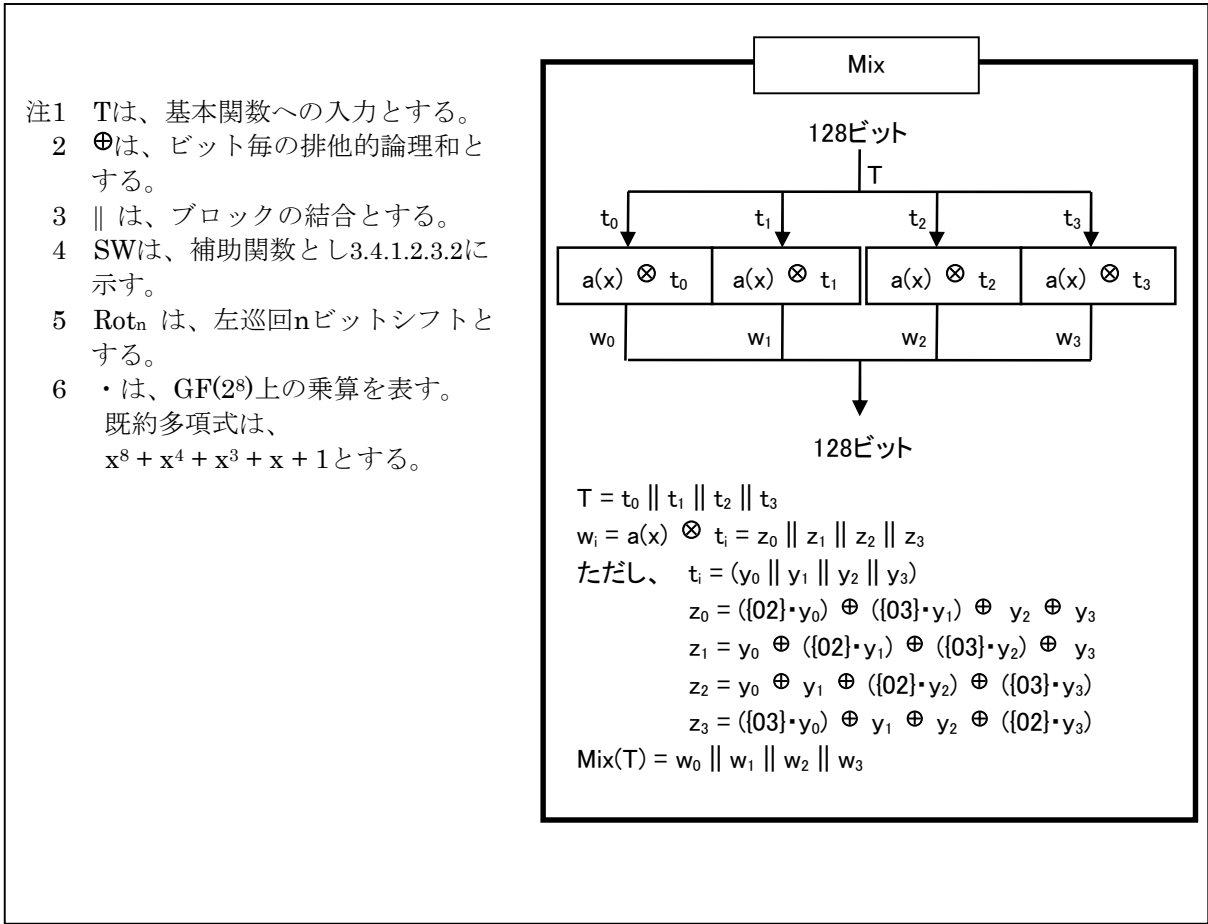 注1 Tは、基本関数への入力とする。
2 ⊕は、ビット毎の排他的論理和と
する。
3 || は、ブロックの結合とする。
4 SWは、補助関数とし3.4.1.2.3.2に
示す。
5 Rotₙ は、左巡回nビットシフトと
する。
6 ・は、GF(2⁸)上の乗算を表す。
既約多項式は、
x⁸ + x⁴ + x³ + x + 1とする。
Mix
128ビット
T
t₀ t₁ t₂ t₃
a(x) ⊗ t₀ a(x) ⊗ t₁ a(x) ⊗ t₂ a(x) ⊗ t₃
w₀ w₁ w₂ w₃
128ビット
T = t₀ || t₁ || t₂ || t₃
wᵢ = a(x) ⊗ tᵢ = z₀ || z₁ || z₂ || z₃
ただし、 tᵢ = (y₀ || y₁ || y₂ || y₃)
z₀ = ({02}・y₀) ⊕ ({03}・y₁) ⊕ y₂ ⊕ y₃
z₁ = y₀ ⊕ ({02}・y₁) ⊕ ({03}・y₂) ⊕ y₃
z₂ = y₀ ⊕ y₁ ⊕ ({02}・y₂) ⊕ ({03}・y₃)
z₃ = ({03}・y₀) ⊕ y₁ ⊕ y₂ ⊕ ({02}・y₃)
Mix(T) = w₀ || w₁ || w₂ || w₃